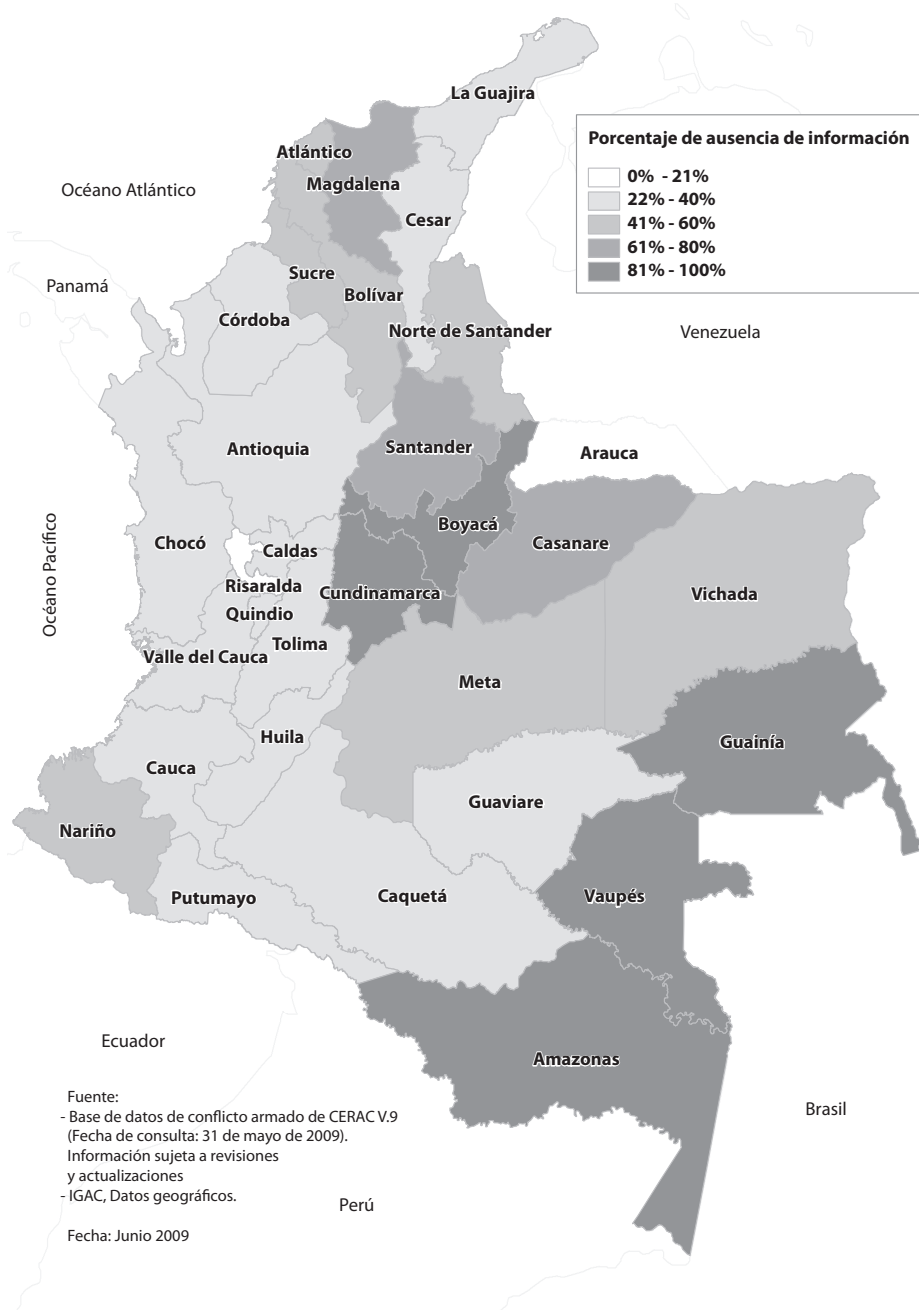 La Guajira
Porcentaje de ausencia de información
0% - 21%
22% - 40%
41% - 60%
61% - 80%
81% - 100%
Atlántico
Océano Atlántico
Magdalena
Cesar
Sucre
Panamá
Bolívar
Córdoba
Norte de Santander
Venezuela
Antioquia
Santander
Arauca
Boyacá
Chocó
Casanare
Caldas
Océano Pacífico
Risaralda
Cundinamarca
Vichada
Quindio
Tolima
Valle del Cauca
Meta
Huila
Guainía
Cauca
Guaviare
Nariño
Putumayo
Caquetá
Vaupés
Ecuador
Amazonas
Fuente:
- Base de datos de conflicto armado de CERAC V.9
(Fecha de consulta: 31 de mayo de 2009).
Información sujeta a revisiones
y actualizaciones
- IGAC, Datos geográficos.
Brasil
Perú
Fecha: Junio 2009